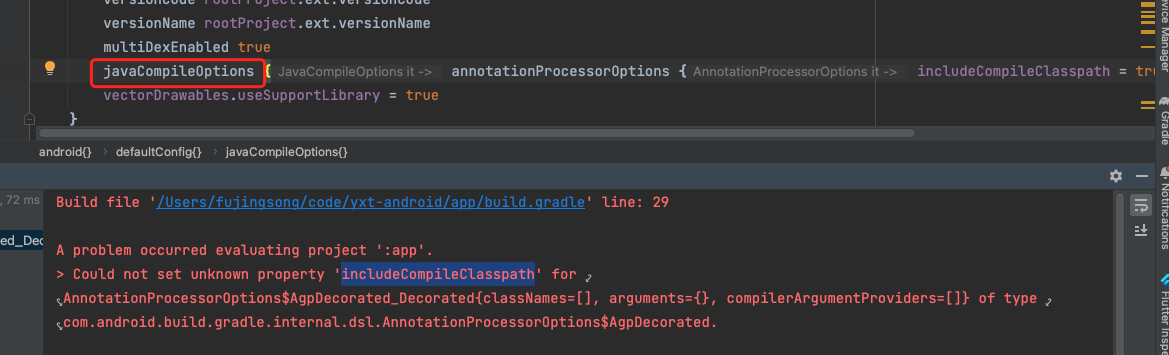 versionCode rootProject.ext.versionCode
versionName rootProject.ext.versionName
multiDexEnabled true
javaCompileOptions { JavaCompileOptions it -> annotationProcessorOptions { AnnotationProcessorOptions it -> includeCompileClasspath = tru
vectorDrawables.useSupportLibrary = true
}
android{} › defaultConfig{} › javaCompileOptions{}
, 72 ms
ed_Dec
Build file '/Users/fujingsong/code/yxt-android/app/build.gradle' line: 29
A problem occurred evaluating project ':app'.
> Could not set unknown property 'includeCompileClasspath' for
AnnotationProcessorOptions$AgpDecorated_Decorated{classNames=[], arguments={}, compilerArgumentProviders=[]} of type
com.android.build.gradle.internal.dsl.AnnotationProcessorOptions$AgpDecorated.
evice Manager
Gradle
Notifications
Flutter Insp